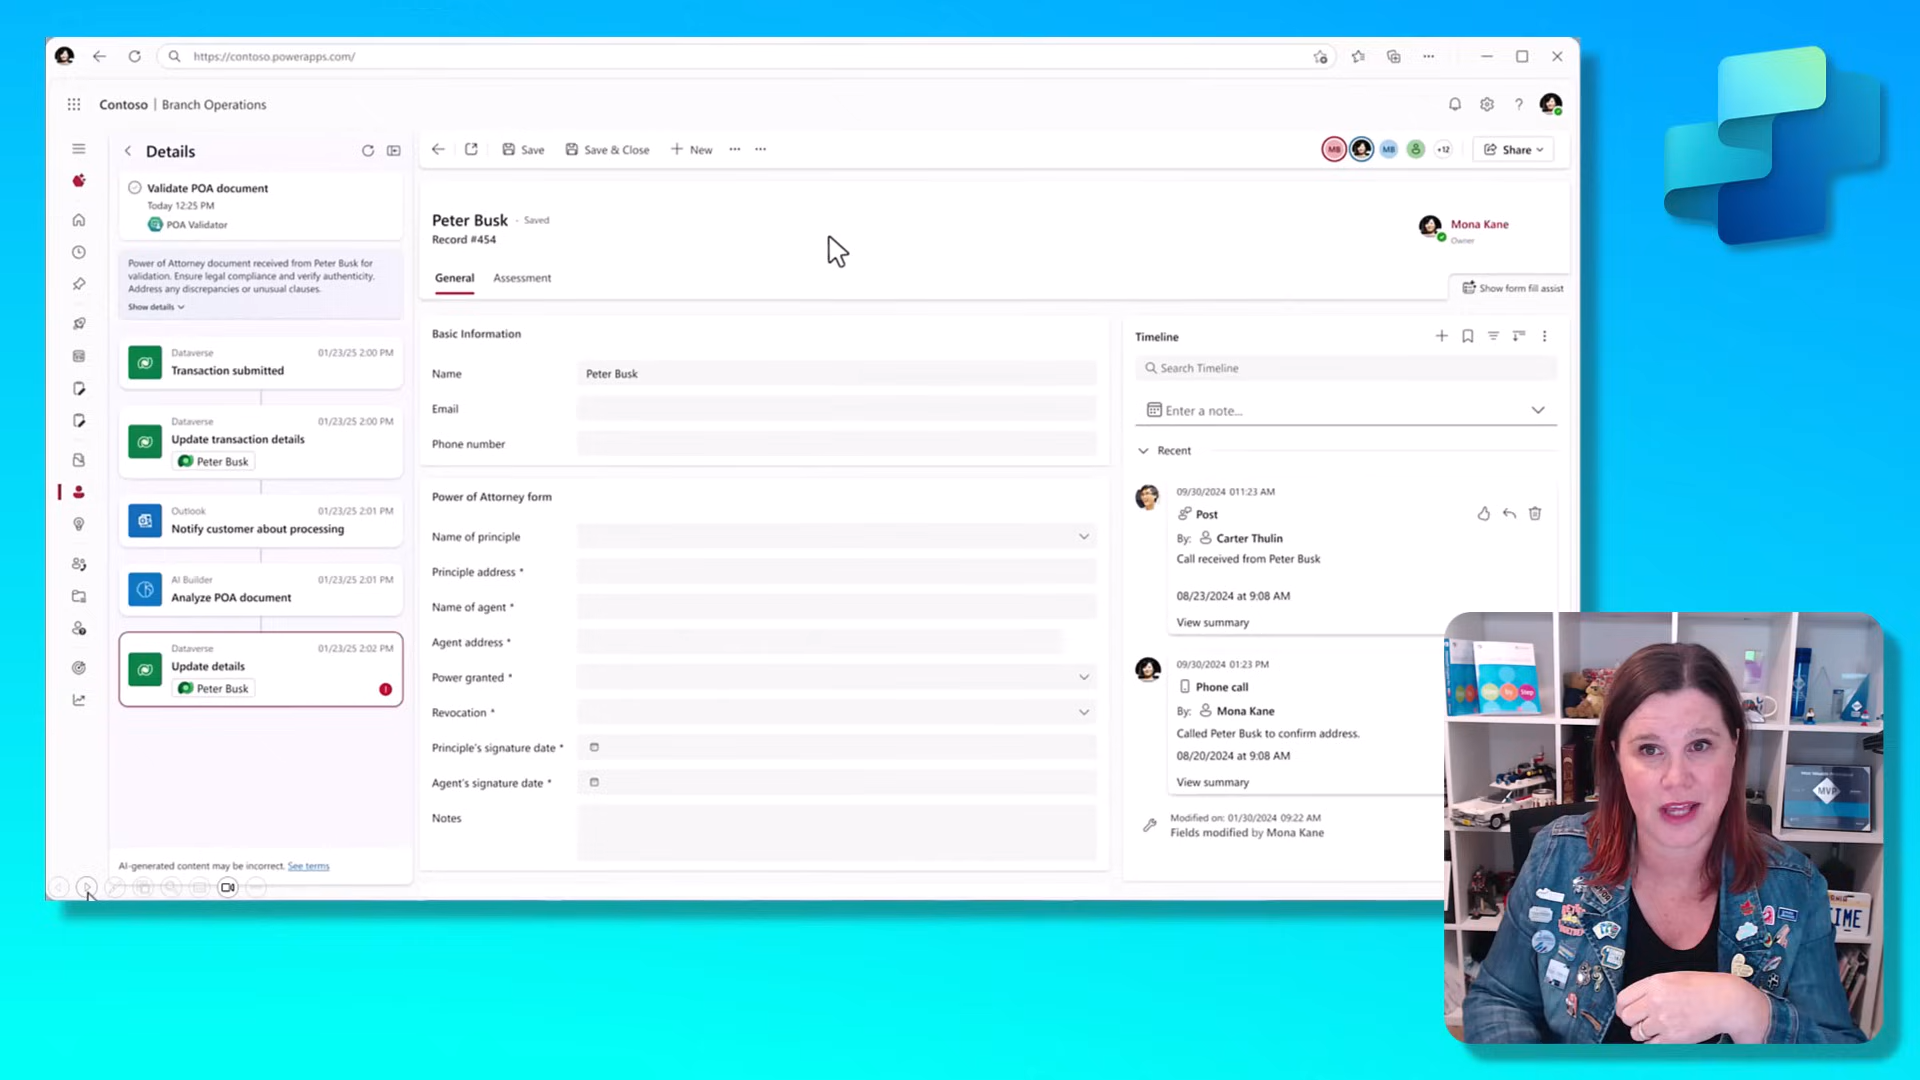 https://contoso.powerapps.com/
Contoso | Branch Operations
Details
Validate POA document
Today 12:25 PM
POA Validator
Power of Attorney document received from Peter Busk for
validation. Ensure legal compliance and verify authenticity.
Address any discrepancies or unusual clauses.
Show details
Dataverse 01/23/25 2:00 PM
Transaction submitted
Dataverse 01/23/25 2:00 PM
Update transaction details
Peter Busk
Outlook 01/23/25 2:01 PM
Notify customer about processing
AI Builder 01/23/25 2:01 PM
Analyze POA document
Dataverse 01/23/25 2:02 PM
Update details
Peter Busk
AI-generated content may be incorrect. See terms
Save
Save & Close
New
MB
MB
+12
Share
Peter Busk - Saved
Record #454
Mona Kane
Owner
General
Assessment
Show form fill assist
Basic Information
Name Peter Busk
Email
Phone number
Power of Attorney form
Name of principle
Principle address *
Name of agent *
Agent address *
Power granted *
Revocation *
Principle's signature date *
Agent's signature date *
Notes
Timeline
Search Timeline
Enter a note...
Recent
09/30/2024 011:23 AM
Post
By: Carter Thulin
Call received from Peter Busk
08/23/2024 at 9:08 AM
View summary
09/30/2024 01:23 PM
Phone call
By: Mona Kane
Called Peter Busk to confirm address.
08/20/2024 at 9:08 AM
View summary
Modified on: 01/30/2024 09:22 AM
Fields modified by Mona Kane
MVP